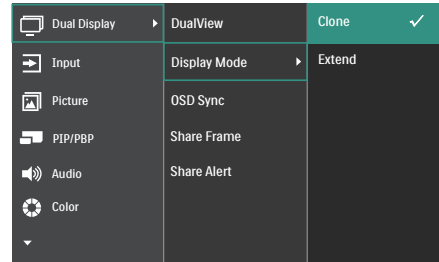 Dual Display
Input
Picture
PIP/PBP
Audio
Color
DualView
Display Mode
OSD Sync
Share Frame
Share Alert
Clone
Extend